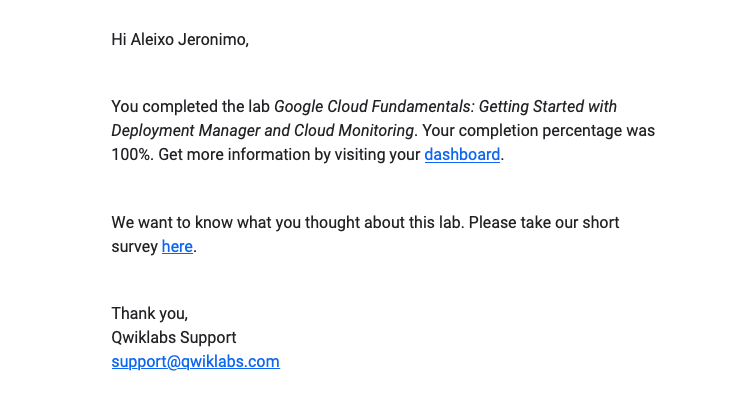 Hi Aleixo Jeronimo,
You completed the lab Google Cloud Fundamentals: Getting Started with
Deployment Manager and Cloud Monitoring. Your completion percentage was
100%. Get more information by visiting your dashboard.
We want to know what you thought about this lab. Please take our short
survey here.
Thank you,
Qwiklabs Support
support@qwiklabs.com